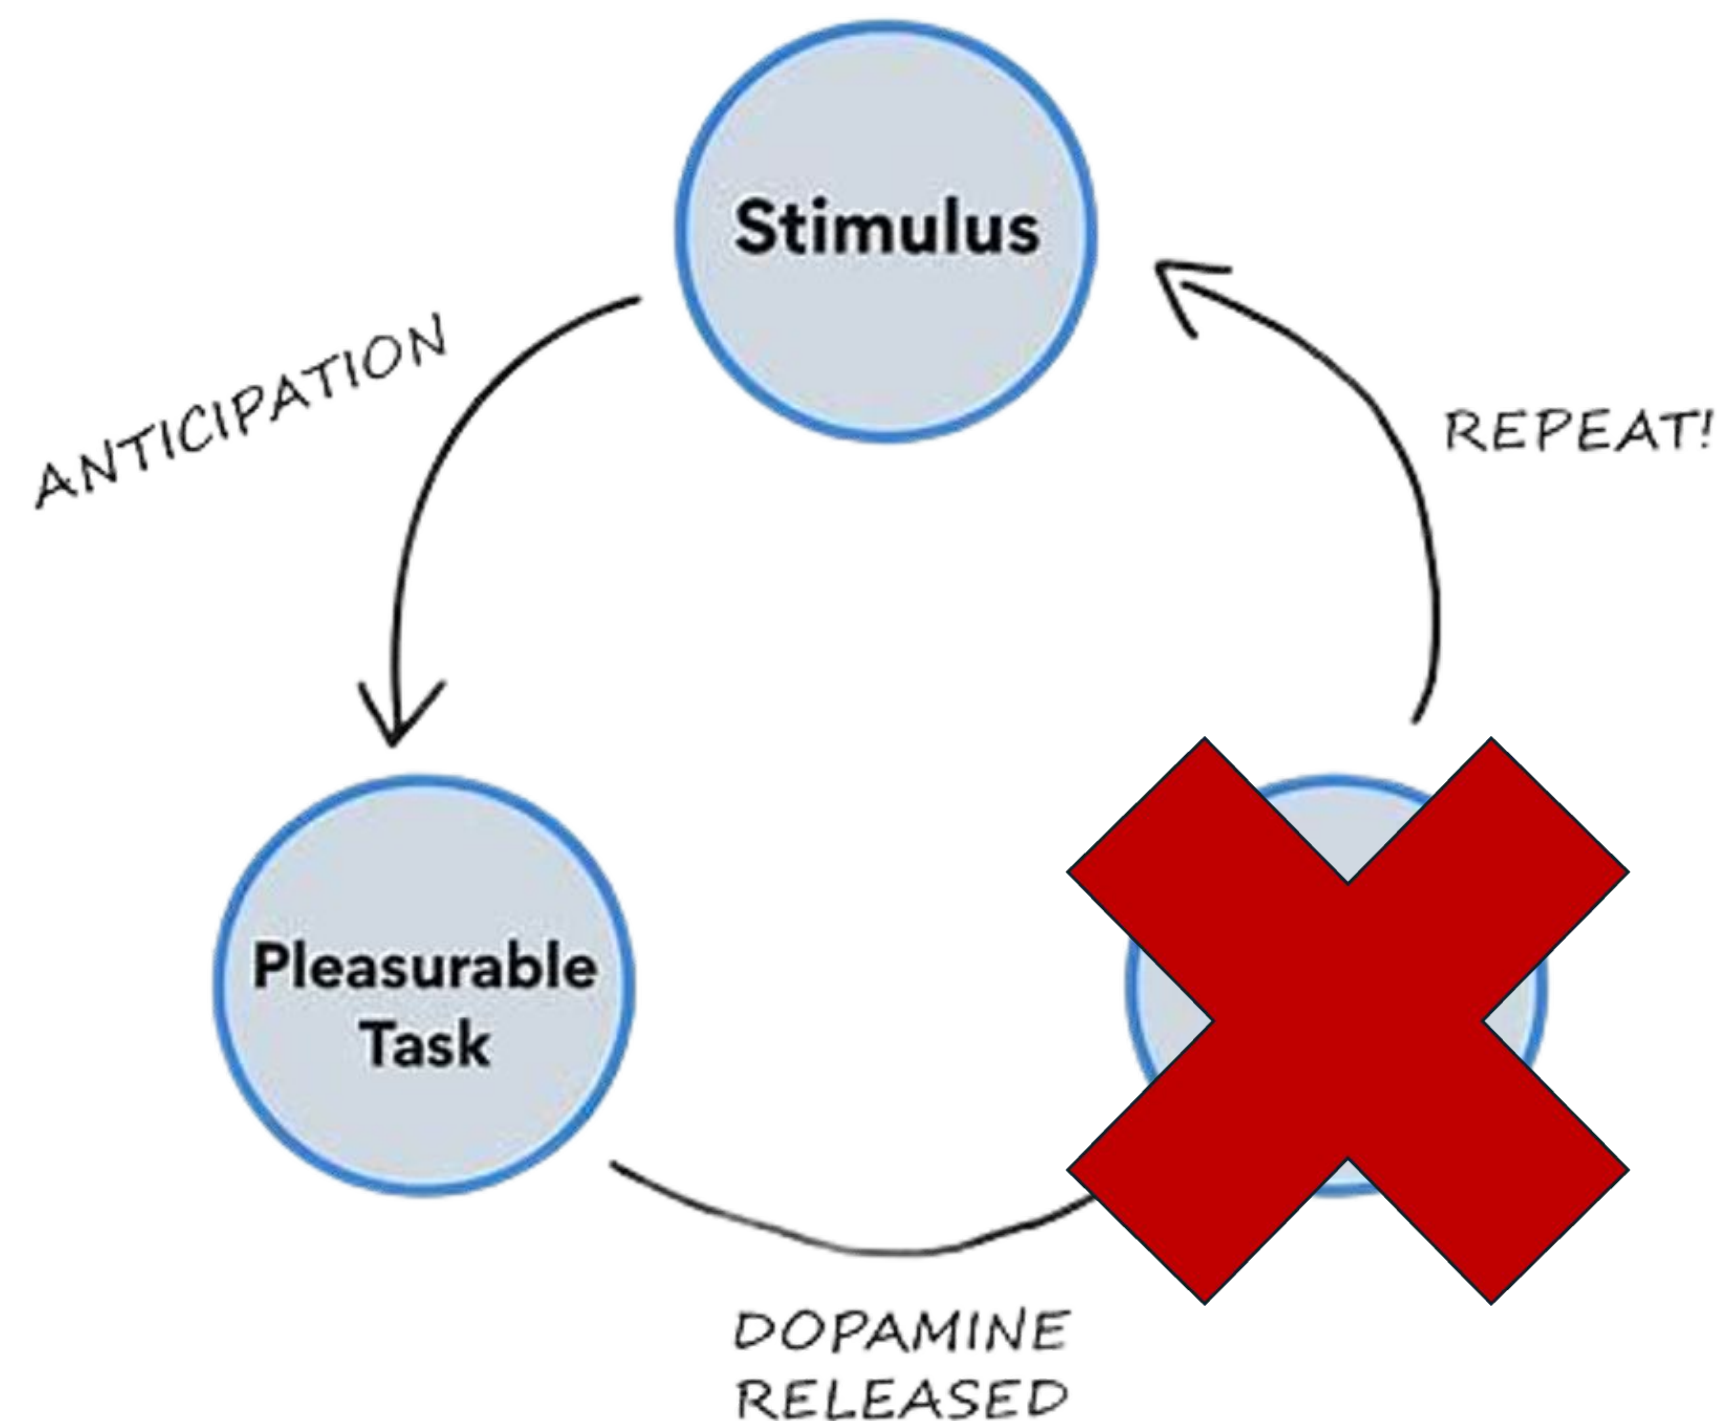 Stimulus
ANTICIPATION
REPEAT!
Pleasurable
Task
DOPAMINE
RELEASED